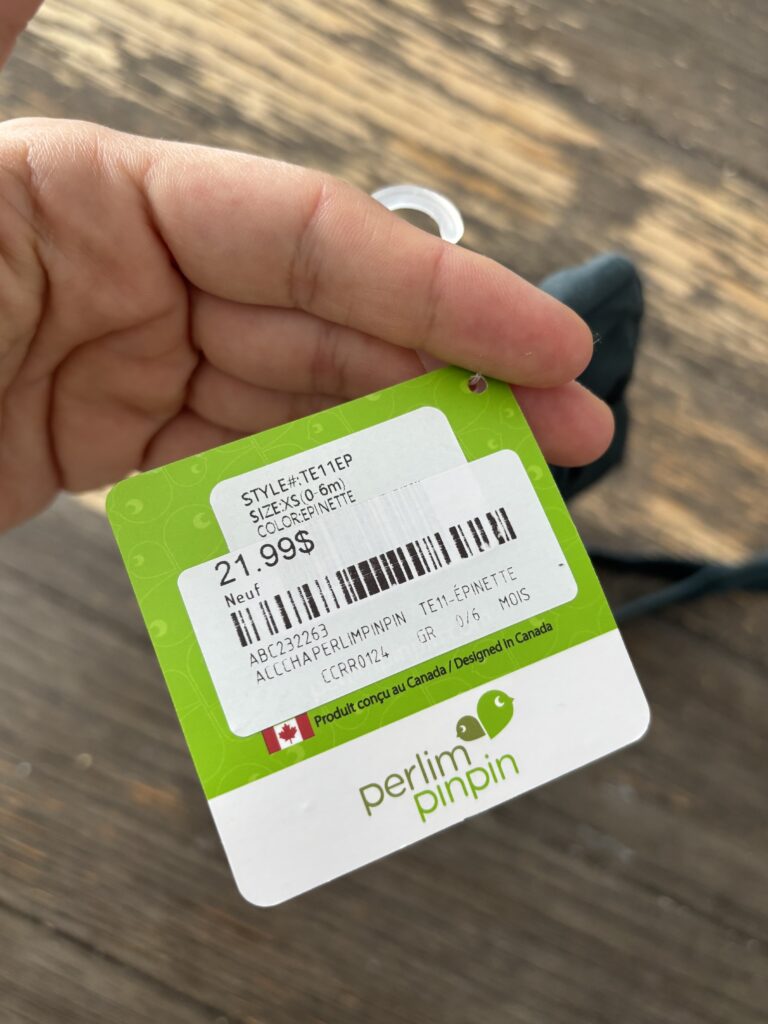 STYLE#:TE11EP
SIZE:XS(0-6m)
COLOR:EPINETTE
21.99$
Neuf
ABC232263
ACCCHAPERLIMPINPIN TE11-ÉPINETTE
CCRR0124 GR 0/6 MOIS
Produit conçu au Canada / Designed in Canada
perlim
pinpin